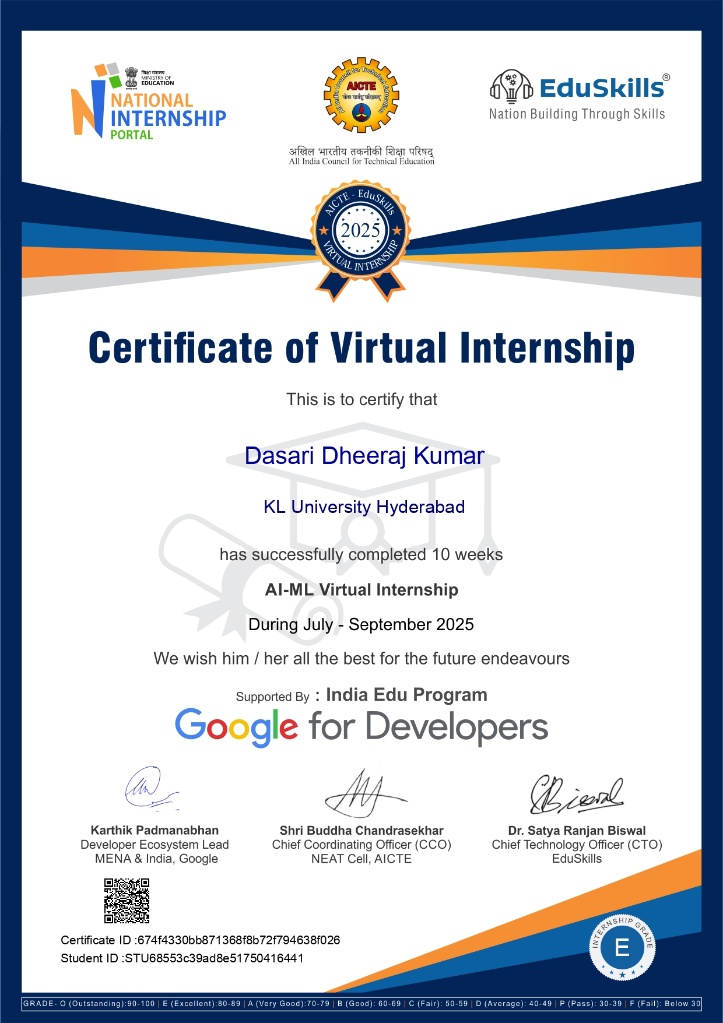 शिक्षा मंत्रालय
MINISTRY OF
EDUCATION
NATIONAL
INTERNSHIP
PORTAL
All India Council for Technical Education
AICTE
अखिल भारतीय तकनीकी शिक्षा परिषद्
All India Council for Technical Education
EduSkills®
Nation Building Through Skills
AICTE - EduSkills
2025
VIRTUAL INTERNSHIP
Certificate of Virtual Internship
This is to certify that
Dasari Dheeraj Kumar
KL University Hyderabad
has successfully completed 10 weeks
AI-ML Virtual Internship
During July - September 2025
We wish him / her all the best for the future endeavours
Supported By : India Edu Program
Google for Developers
Karthik Padmanabhan
Developer Ecosystem Lead
MENA & India, Google
Shri Buddha Chandrasekhar
Chief Coordinating Officer (CCO)
NEAT Cell, AICTE
Dr. Satya Ranjan Biswal
Chief Technology Officer (CTO)
EduSkills
Certificate ID :674f4330bb871368f8b72f794638f026
Student ID :STU68553c39ad8e51750416441
INTERNSHIP GRADE
E
GRADE- O (Outstanding):90-100 | E (Excellent):80-89 | A (Very Good):70-79 | B (Good): 60-69 | C (Fair): 50-59 | D (Average): 40-49 | P (Pass): 30-39 | F (Fail): Below 30